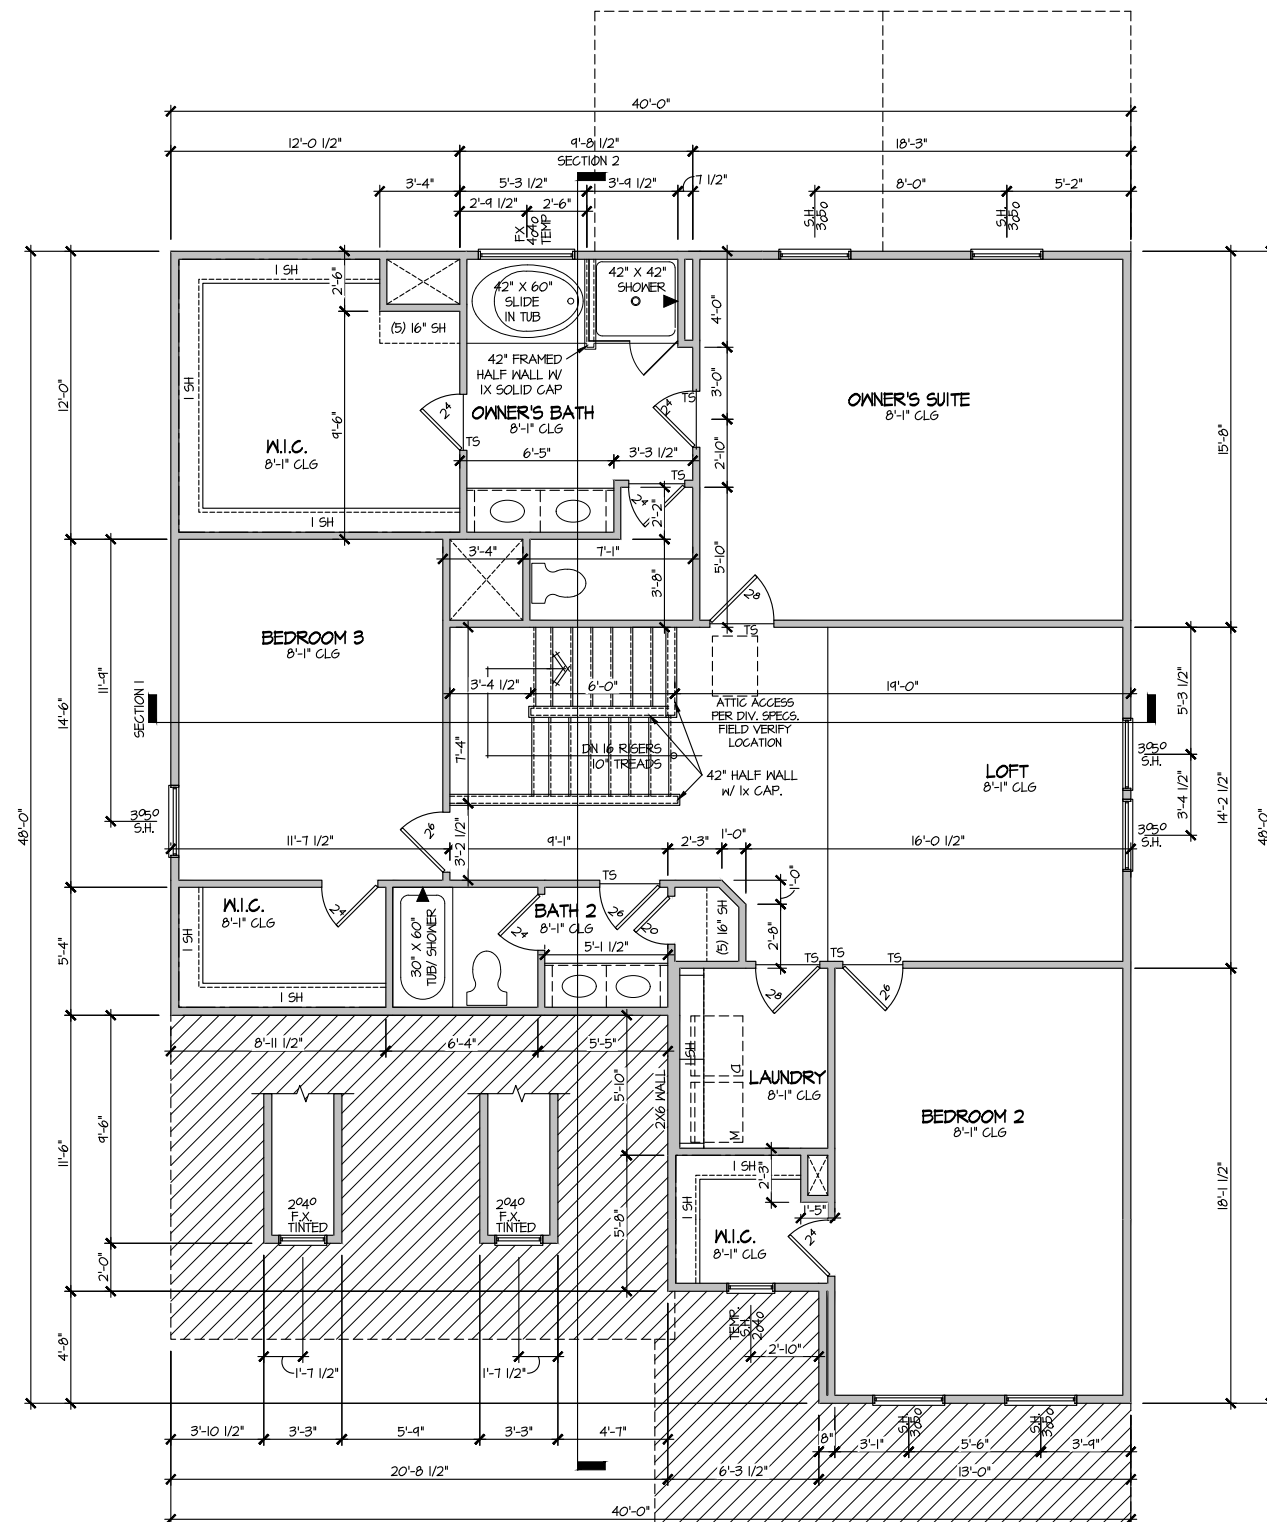 40'-0"
12'-0 1/2"
9'-8 1/2"
18'-3"
SECTION 2
3'-4"
5'-3 1/2"
3'-9 1/2"
7 1/2"
8'-0"
5'-2"
2'-9 1/2"
2'-6"
FX
4040
TEMP
S.H.
3050
S.H.
3050
1 SH
2'-6"
42" X 60"
SLIDE
IN TUB
42" X 42"
SHOWER
(5) 16" SH
4'-0"
42" FRAMED
HALF WALL W/
1X SOLID CAP
1 SH
12'-0"
9'-6"
24
OWNER'S BATH
8'-1" CLG
TS
24
TS
3'-0"
OWNER'S SUITE
8'-1" CLG
15'-8"
W.I.C.
8'-1" CLG
6'-5"
3'-3 1/2"
2'-10"
TS
24
2'-2"
1 SH
3'-4"
7'-1"
5'-10"
3'-8"
28
TS
BEDROOM 3
8'-1" CLG
11'-9"
14'-6"
SECTION 1
3'-4 1/2"
6'-0"
19'-0"
5'-3 1/2"
ATTIC ACCESS
PER DIV. SPECS.
FIELD VERIFY
LOCATION
7'-4"
DN 16 RISERS
10" TREADS
42" HALF WALL
W/ 1x CAP.
LOFT
8'-1" CLG
3050
S.H.
3'-4 1/2"
14'-2 1/2"
48'-0"
48'-0"
3050
S.H.
3050
S.H.
11'-7 1/2"
26
3'-2 1/2"
9'-1"
2'-3"
1'-0"
16'-0 1/2"
TS
1'-0"
W.I.C.
8'-1" CLG
24
1 SH
30" X 60"
TUB/ SHOWER
24
BATH 2
8'-1" CLG
26
20
(5) 16" SH
5'-4"
2'-8"
5'-1 1/2"
TS
TS
TS
28
26
1 SH
8'-11 1/2"
6'-4"
5'-5"
5'-10"
2X6 WALL
1 SH
D
LAUNDRY
8'-1" CLG
W
BEDROOM 2
8'-1" CLG
9'-6"
11'-6"
18'-1 1/2"
1 SH
2'-3"
1 SH
1'-5"
2040
F.X.
TINTED
2040
F.X.
TINTED
5'-8"
W.I.C.
8'-1" CLG
24
2'-0"
4'-8"
TEMP.
S.H.
2040
2'-10"
1'-7 1/2"
1'-7 1/2"
3'-10 1/2"
3'-3"
5'-9"
3'-3"
4'-7"
8"
3'-1"
S.H.
3050
5'-6"
S.H.
3050
3'-9"
20'-8 1/2"
6'-3 1/2"
13'-0"
40'-0"